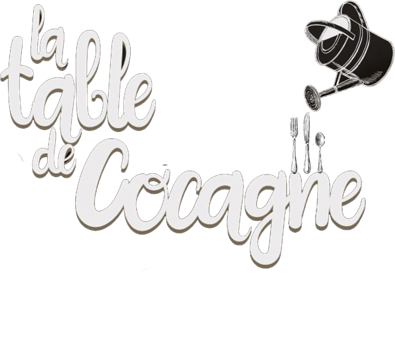 la
table
de
Cocagne